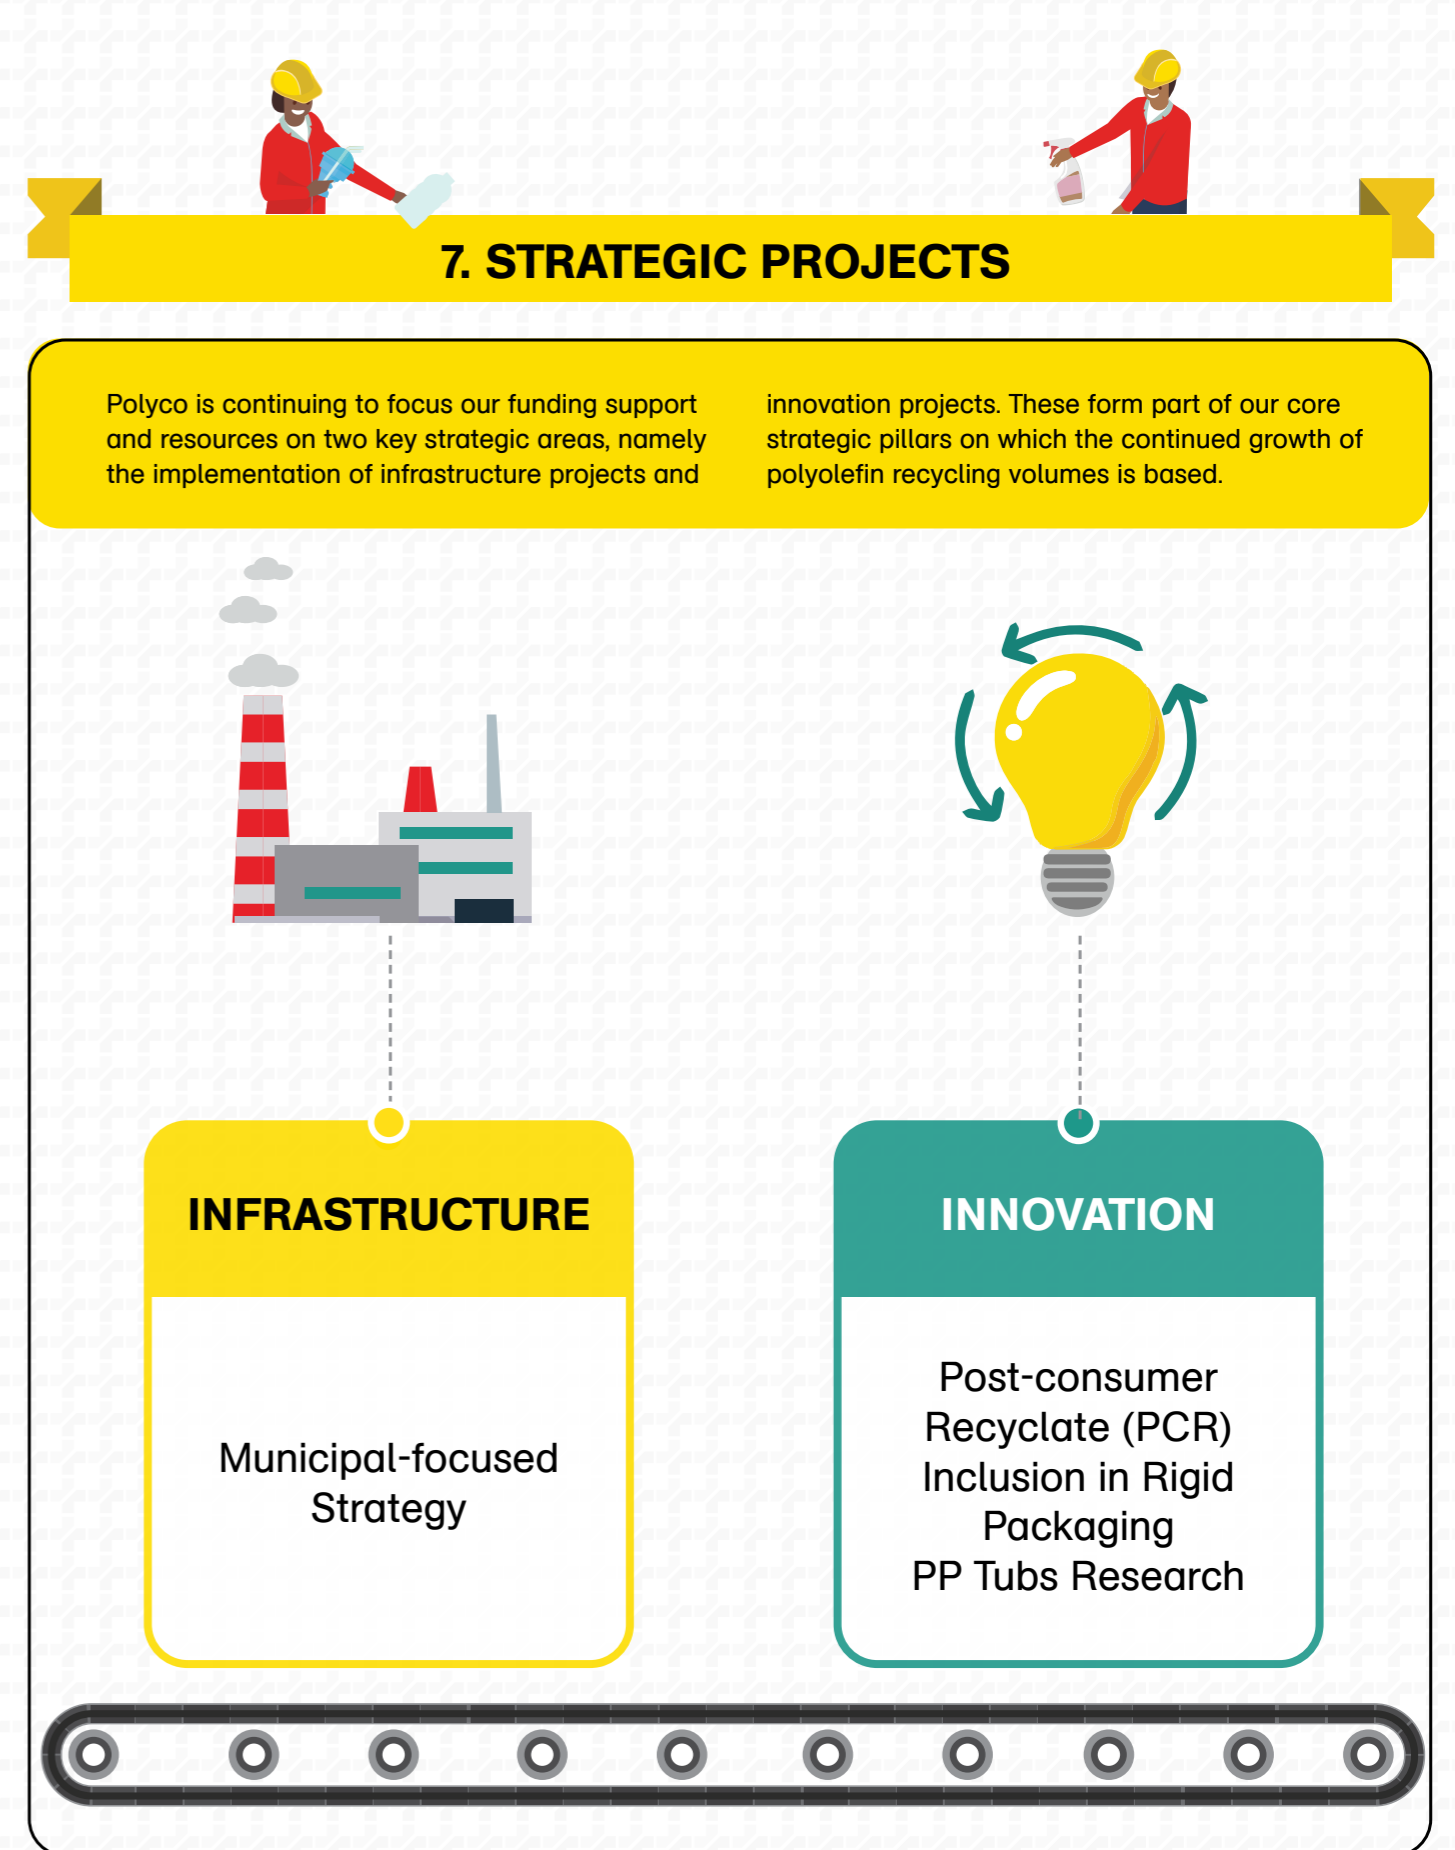 7. STRATEGIC PROJECTS
Polyco is continuing to focus our funding support
and resources on two key strategic areas, namely
the implementation of infrastructure projects and
innovation projects. These form part of our core
strategic pillars on which the continued growth of
polyolefin recycling volumes is based.
INFRASTRUCTURE
Municipal-focused
Strategy
INNOVATION
Post-consumer
Recyclate (PCR)
Inclusion in Rigid
Packaging
PP Tubs Research